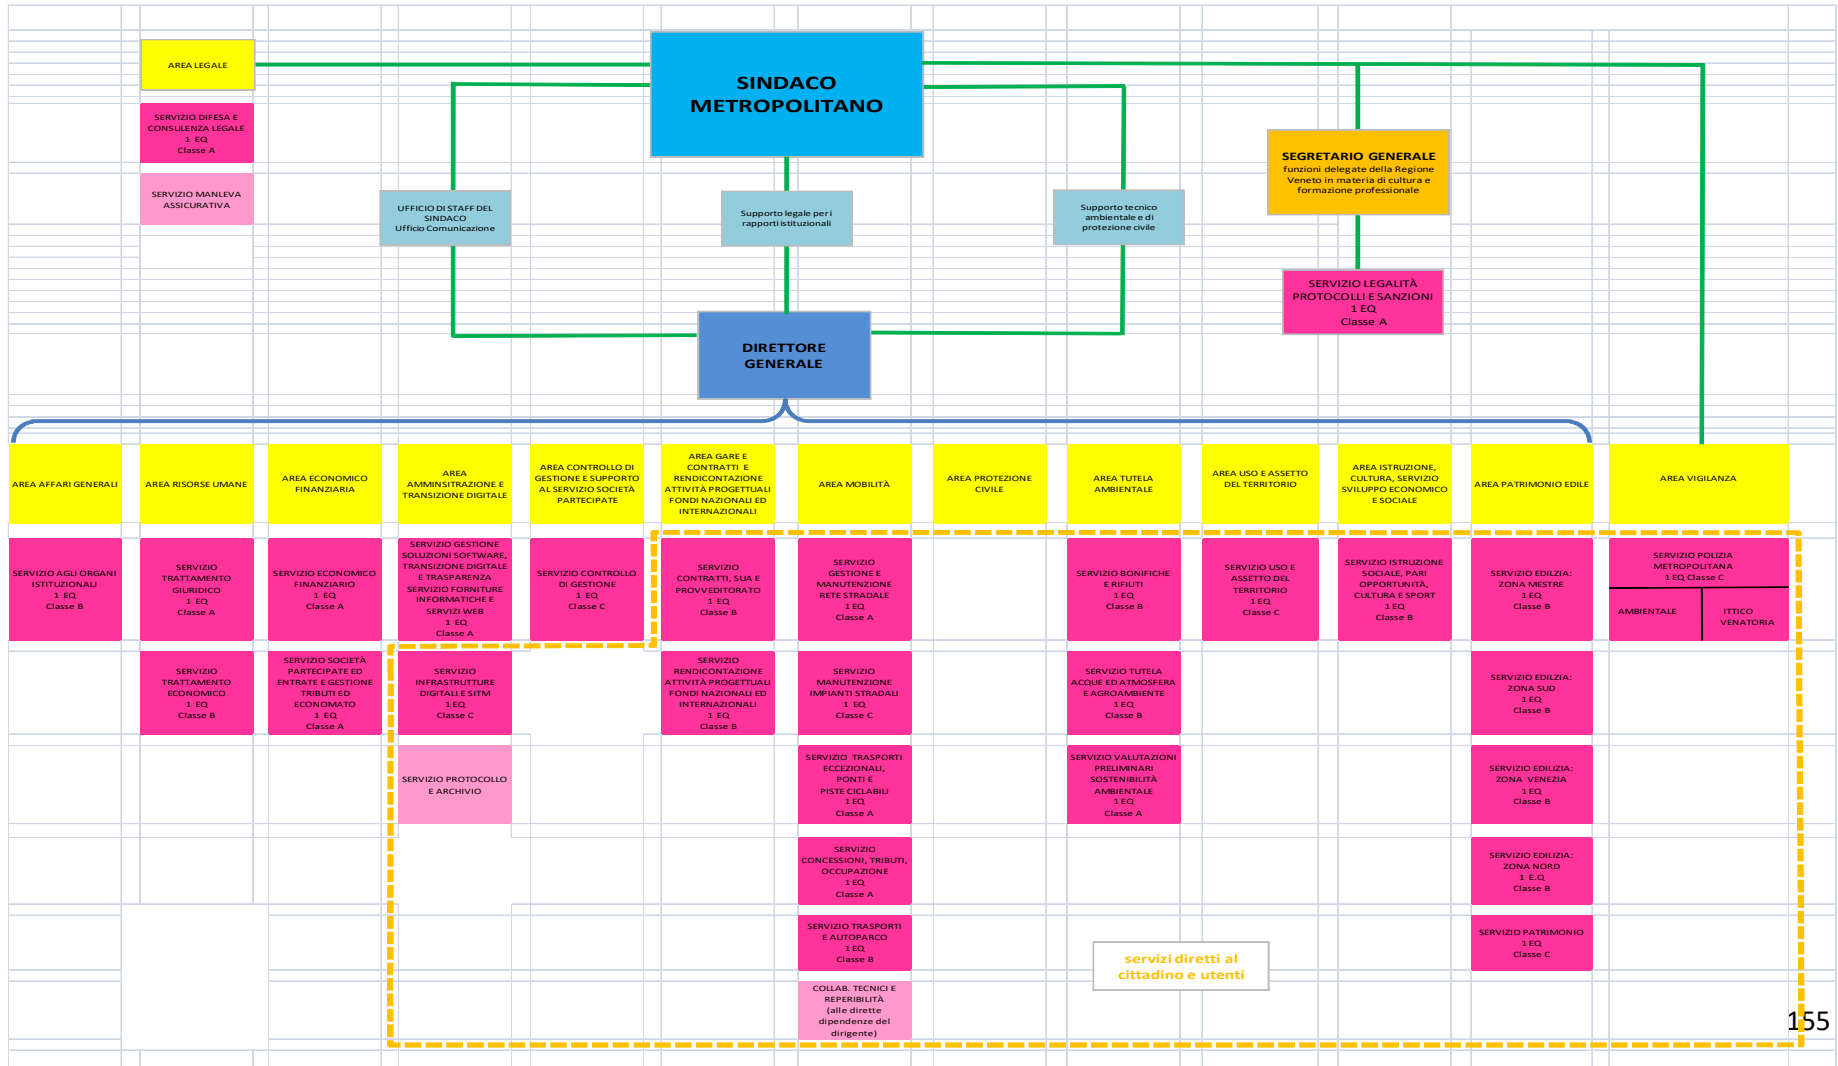 AREA LEGALE
SERVIZIO DIFESA E
CONSULENZA LEGALE
1 EQ
Classe A
SERVIZIO MANLEVA
ASSICURATIVA
SINDACO
METROPOLITANO
UFFICIO DI STAFF DEL
SINDACO
Ufficio Comunicazione
Supporto legale per i
rapporti istituzionali
Supporto tecnico
ambientale e di
protezione civile
SEGRETARIO GENERALE
funzioni delegate della Regione
Veneto in materia di cultura e
formazione professionale
SERVIZIO LEGALITÀ
PROTOCOLLI E SANZIONI
1 EQ
Classe A
DIRETTORE
GENERALE
AREA AFFARI GENERALI
AREA RISORSE UMANE
AREA ECONOMICO
FINANZIARIA
AREA
AMMINSITRAZIONE E
TRANSIZIONE DIGITALE
AREA CONTROLLO DI
GESTIONE E SUPPORTO
AL SERVIZIO SOCIETÀ
PARTECIPATE
AREA GARE E
CONTRATTI E
RENDICONTAZIONE
ATTIVITÀ PROGETTUALI
FONDI NAZIONALI ED
INTERNAZIONALI
AREA MOBILITÀ
AREA PROTEZIONE
CIVILE
AREA TUTELA
AMBIENTALE
AREA USO E ASSETTO
DEL TERRITORIO
AREA ISTRUZIONE,
CULTURA, SERVIZIO
SVILUPPO ECONOMICO
E SOCIALE
AREA PATRIMONIO EDILE
AREA VIGILANZA
SERVIZIO AGLI ORGANI
ISTITUZIONALI
1 EQ
Classe B
SERVIZIO
TRATTAMENTO
GIURIDICO
1 EQ
Classe A
SERVIZIO ECONOMICO
FINANZIARIO
1 EQ
Classe A
SERVIZIO GESTIONE
SOLUZIONI SOFTWARE,
TRANSIZIONE DIGITALE
E TRASPARENZA
SERVIZIO FORNITURE
INFORMATICHE E
SERVIZI WEB
1 EQ
Classe A
SERVIZIO CONTROLLO
DI GESTIONE
1 EQ
Classe C
SERVIZIO
CONTRATTI, SUA E
PROVVEDITORATO
1 EQ
Classe B
SERVIZIO
GESTIONE E
MANUTENZIONE
RETE STRADALE
1 EQ
Classe A
SERVIZIO BONIFICHE
E RIFIUTI
1 EQ
Classe B
SERVIZIO USO E
ASSETTO DEL
TERRITORIO
1 EQ
Classe C
SERVIZIO ISTRUZIONE
SOCIALE, PARI
OPPORTUNITÀ,
CULTURA E SPORT
1 EQ
Classe B
SERVIZIO EDILZIA:
ZONA MESTRE
1 EQ
Classe B
SERVIZIO POLIZIA
METROPOLITANA
1 EQ Classe C
AMBIENTALE
ITTICO
VENATORIA
SERVIZIO
TRATTAMENTO
ECONOMICO
1 EQ
Classe B
SERVIZIO SOCIETÀ
PARTECIPATE ED
ENTRATE E GESTIONE
TRIBUTI ED
ECONOMATO
1 EQ
Classe A
SERVIZIO
INFRASTRUTTURE
DIGITALI E SITM
1 EQ
Classe C
SERVIZIO
RENDICONTAZIONE
ATTIVITÀ PROGETTUALI
FONDI NAZIONALI ED
INTERNAZIONALI
1 EQ
Classe B
SERVIZIO
MANUTENZIONE
IMPIANTI STRADALI
1 EQ
Classe C
SERVIZIO TUTELA
ACQUE ED ATMOSFERA
E AGROAMBIENTE
1 EQ
Classe B
SERVIZIO EDILZIA:
ZONA SUD
1 EQ
Classe B
SERVIZIO PROTOCOLLO
E ARCHIVIO
SERVIZIO TRASPORTI
ECCEZIONALI,
PONTI E
PISTE CICLABILI
1 EQ
Classe A
SERVIZIO VALUTAZIONI
PRELIMINARI
SOSTENIBILITÀ
AMBIENTALE
1 EQ
Classe A
SERVIZIO EDILIZIA:
ZONA VENEZIA
1 EQ
Classe B
SERVIZIO
CONCESSIONI, TRIBUTI,
OCCUPAZIONE
1 EQ
Classe A
SERVIZIO EDILIZIA:
ZONA NORD
1 E.Q
Classe B
SERVIZIO TRASPORTI
E AUTOPARCO
1 EQ
Classe B
SERVIZIO PATRIMONIO
1 EQ
Classe C
servizi diretti al
cittadino e utenti
COLLAB. TECNICI E
REPERIBILITÀ
(alle dirette
dipendenze del
dirigente)
155